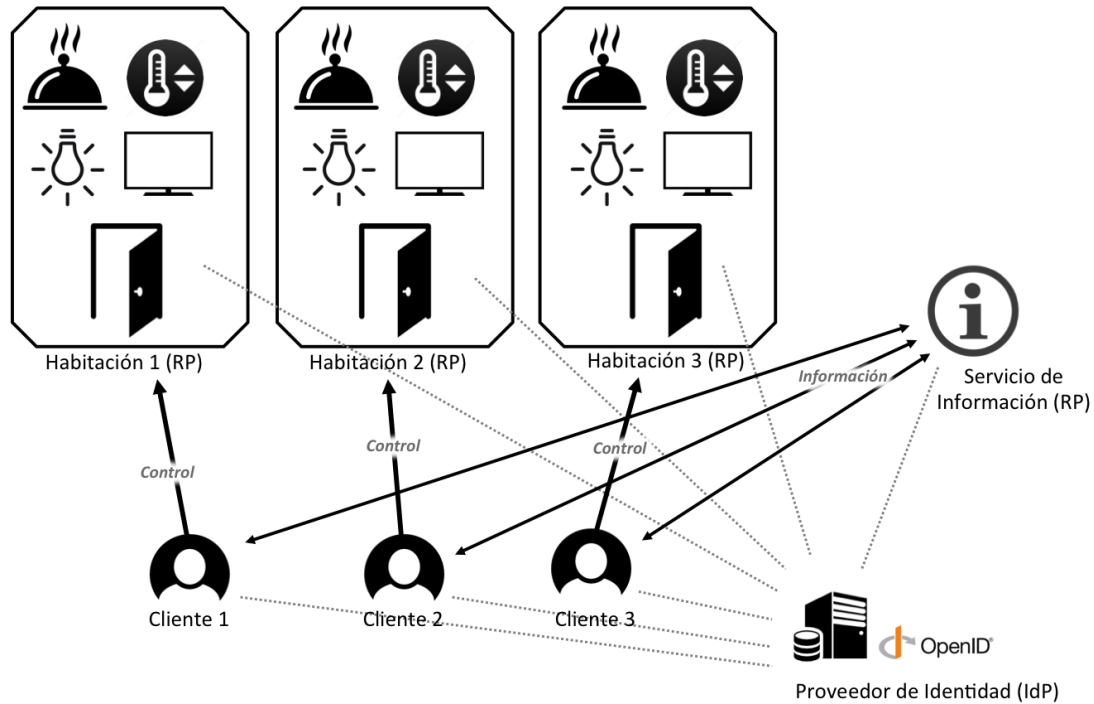 Habitación 1 (RP)
Habitación 2 (RP)
Habitación 3 (RP)
Información
Servicio de
Información (RP)
Control
Control
Control
Cliente 1
Cliente 2
Cliente 3
OpenID®
Proveedor de Identidad (IdP)